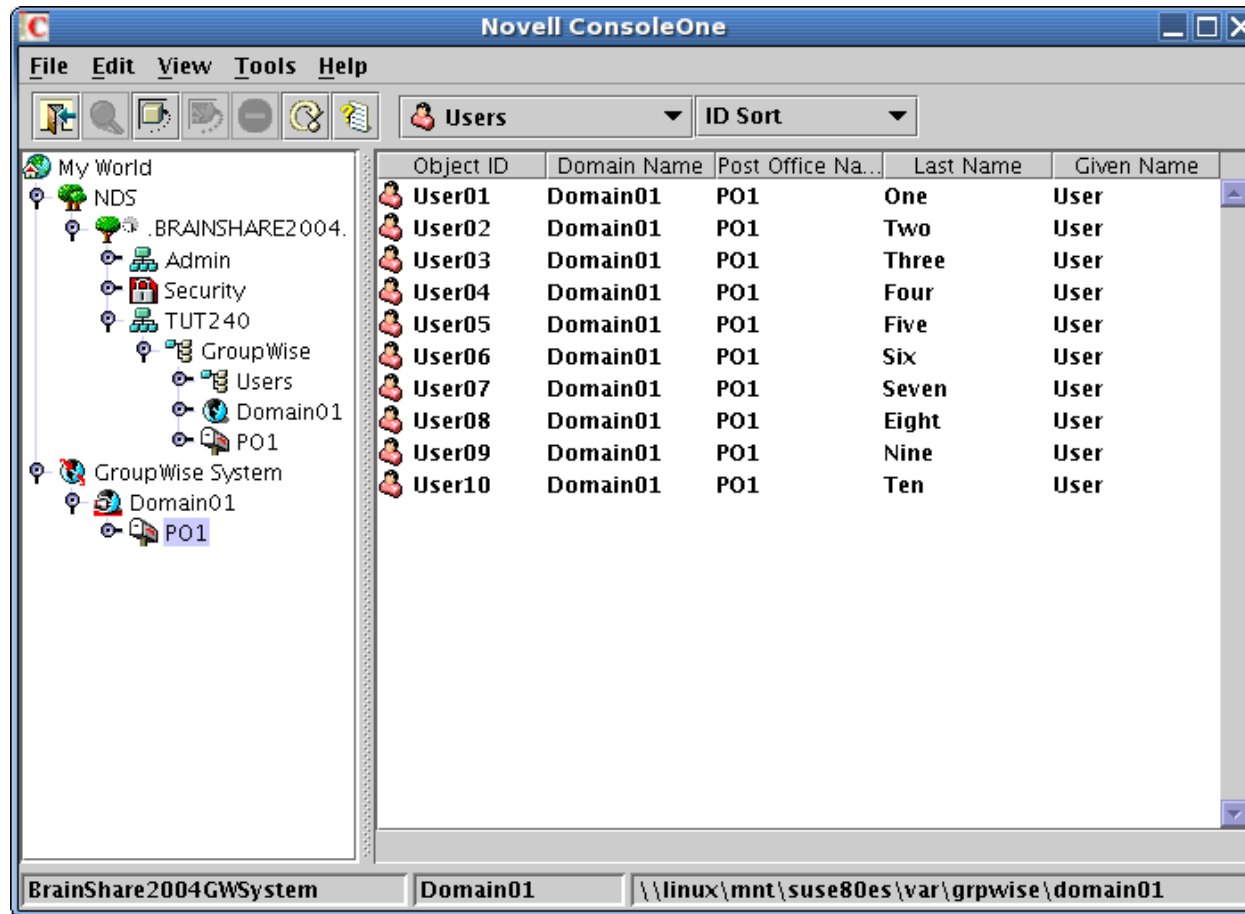 Novell ConsoleOne
File Edit View Tools Help
Users ID Sort
My World
NDS
.BRAINSHARE2004.
Admin
Security
TUT240
GroupWise
Users
Domain01
PO1
GroupWise System
Domain01
PO1
Object ID Domain Name Post Office Na... Last Name Given Name
User01 Domain01 PO1 One User
User02 Domain01 PO1 Two User
User03 Domain01 PO1 Three User
User04 Domain01 PO1 Four User
User05 Domain01 PO1 Five User
User06 Domain01 PO1 Six User
User07 Domain01 PO1 Seven User
User08 Domain01 PO1 Eight User
User09 Domain01 PO1 Nine User
User10 Domain01 PO1 Ten User
BrainShare2004GWSystem Domain01 \\linux\mnt\suse80es\var\grpwise\domain01